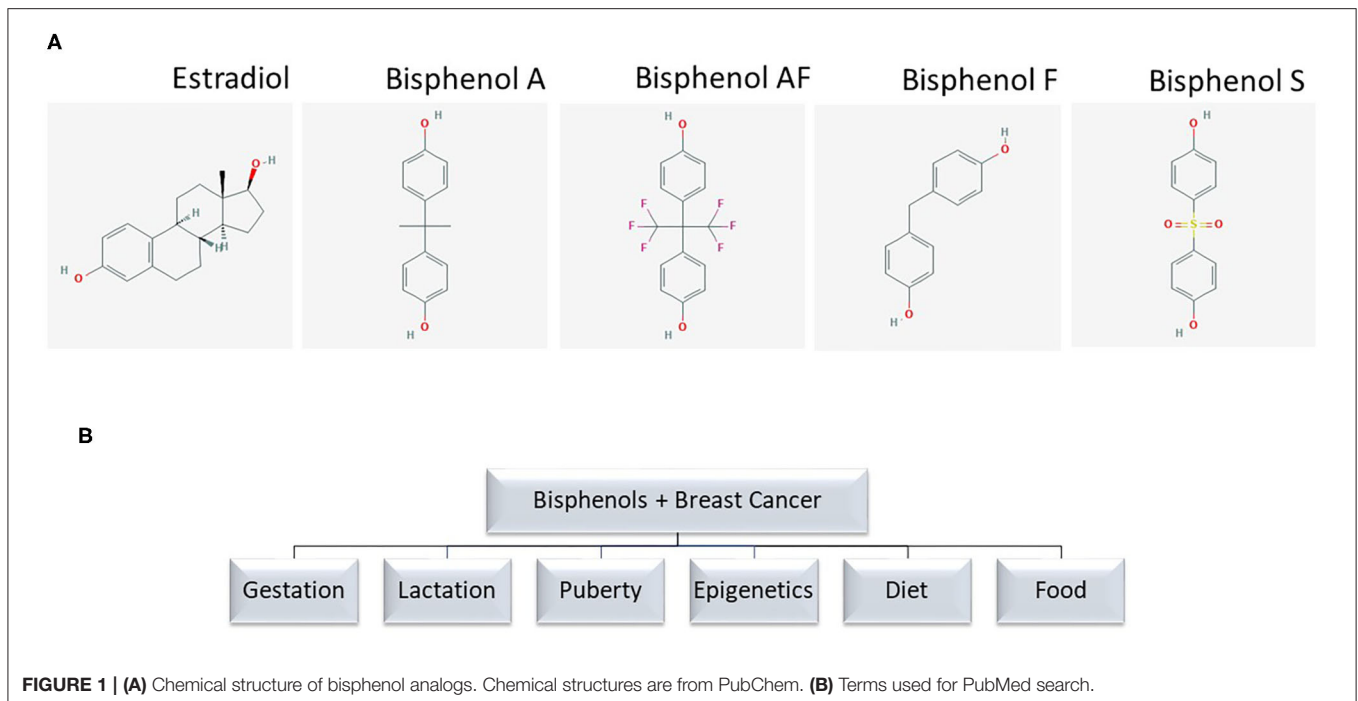 A
Estradiol
Bisphenol A
Bisphenol AF
Bisphenol F
Bisphenol S
O-H
H
H
H
H
O
H
O
H
O
H
O
H
O
F
F
F
F
F
F
O
H
H
O
O
H
H
O
O
S
O
O
H
B
Bisphenols + Breast Cancer
Gestation
Lactation
Puberty
Epigenetics
Diet
Food
FIGURE 1 | (A) Chemical structure of bisphenol analogs. Chemical structures are from PubChem. (B) Terms used for PubMed search.